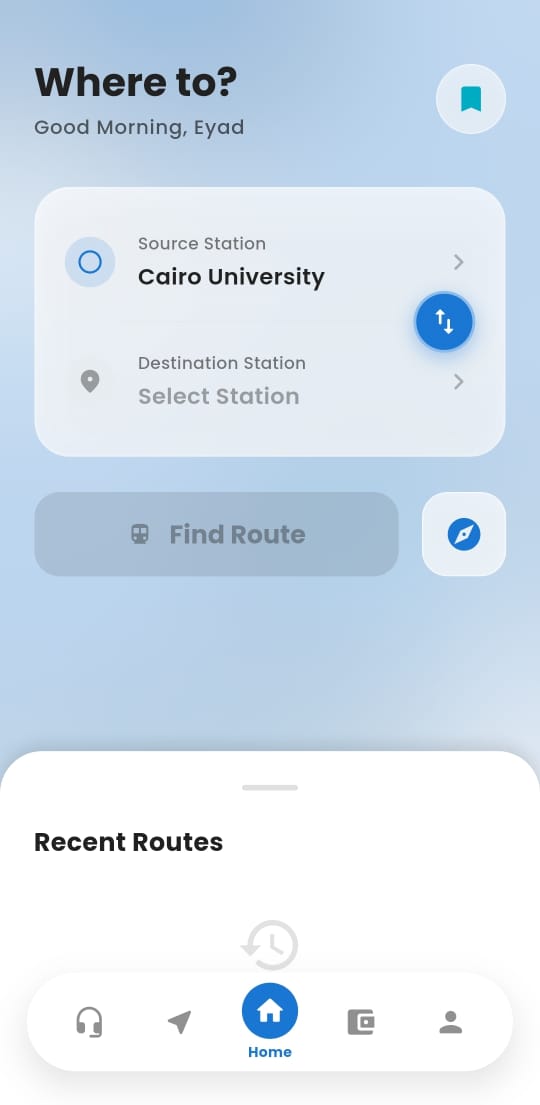 Where to?
Good Morning, Eyad
Source Station
Cairo University
Destination Station
Select Station
Find Route
Recent Routes
Home